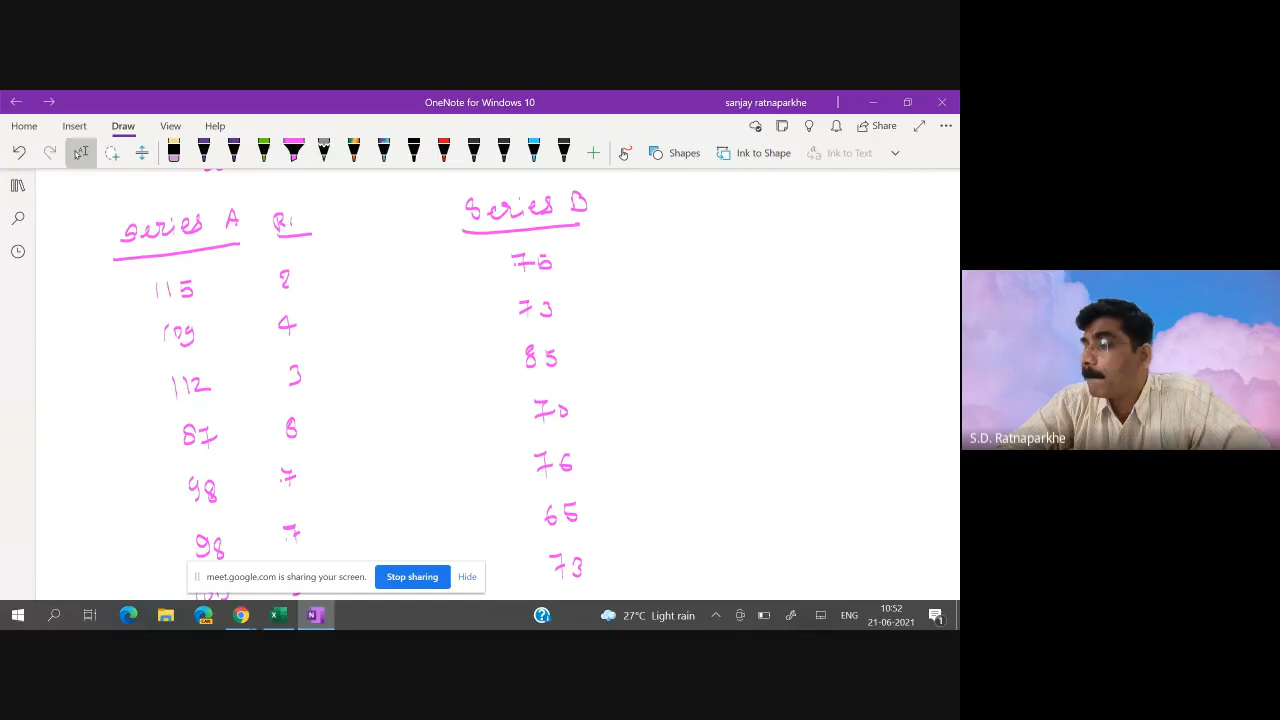 OneNote for Windows 10
sanjay ratnaparkhe
Home Insert Draw View Help
Share
Shapes Ink to Shape Ink to Text
Series A R₁ Series B
115 2 75
109 4 73
112 3 85
87 8 70
98 7 76
98 7 65
73
meet.google.com is sharing your screen. Stop sharing Hide
27°C Light rain ENG 10:52
21-06-2021
S.D. Ratnaparkhe